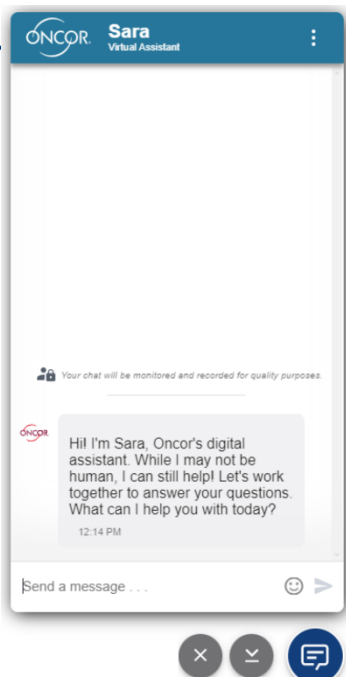 ONCOR.
Sara
Virtual Assistant
Your chat will be monitored and recorded for quality purposes.
ONCOR
Hi! I'm Sara, Oncor's digital
assistant. While I may not be
human, I can still help! Let's work
together to answer your questions.
What can I help you with today?
12:14 PM
Send a message . . .